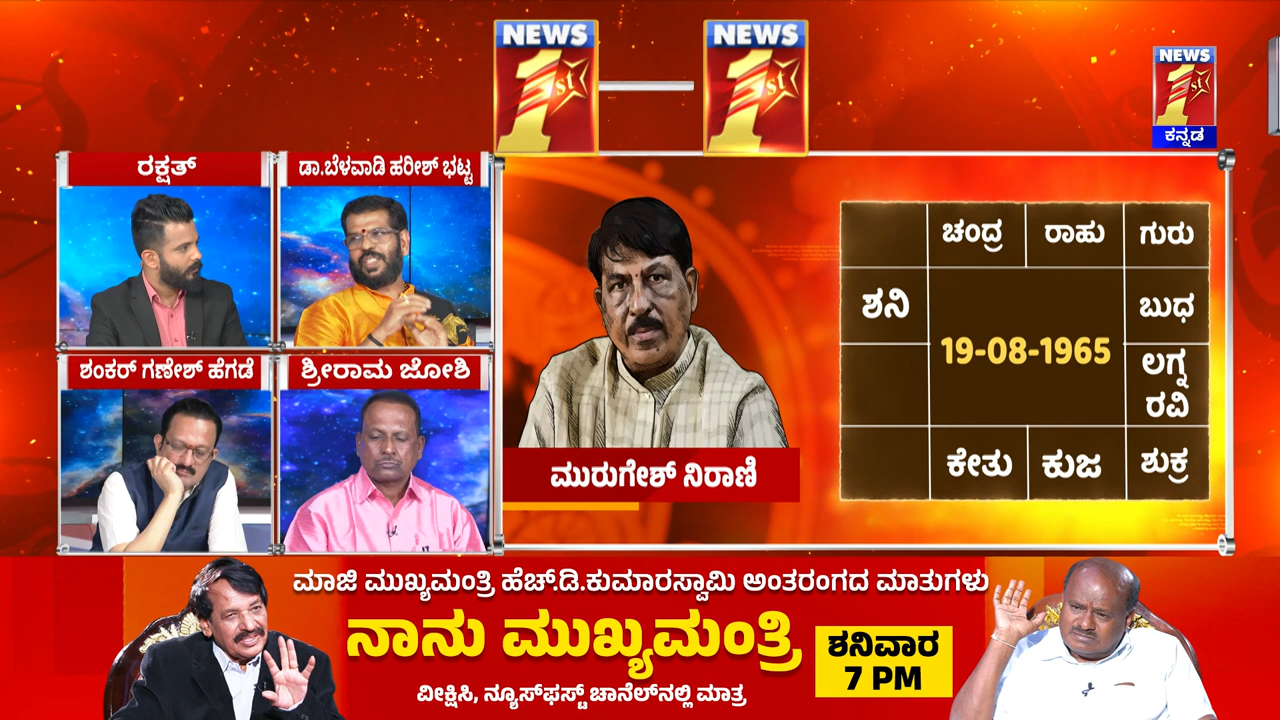 NEWS
1st
NEWS
1st
NEWS
1st
ಕನ್ನಡ
ರಕ್ಷತ್
ಡಾ.ಬೆಳವಾಡಿ ಹರೀಶ್ ಭಟ್ಟ
ಶಂಕರ್ ಗಣೇಶ್ ಹೆಗಡೆ
ಶ್ರೀರಾಮ ಜೋಶಿ
ಮುರುಗೇಶ್ ನಿರಾಣಿ
ಚಂದ್ರ ರಾಹು ಗುರು
ಶನಿ ಬುಧ
19-08-1965
ಲಗ್ನ
ರವಿ
ಕೇತು ಕುಜ ಶುಕ್ರ
ಮಾಜಿ ಮುಖ್ಯಮಂತ್ರಿ ಹೆಚ್.ಡಿ.ಕುಮಾರಸ್ವಾಮಿ ಅಂತರಂಗದ ಮಾತುಗಳು
ನಾನು ಮುಖ್ಯಮಂತ್ರಿ
ಶನಿವಾರ
7 PM
ವೀಕ್ಷಿಸಿ, ನ್ಯೂಸ್‌ಫಸ್ಟ್ ಚಾನೆಲ್‌ನಲ್ಲಿ ಮಾತ್ರ